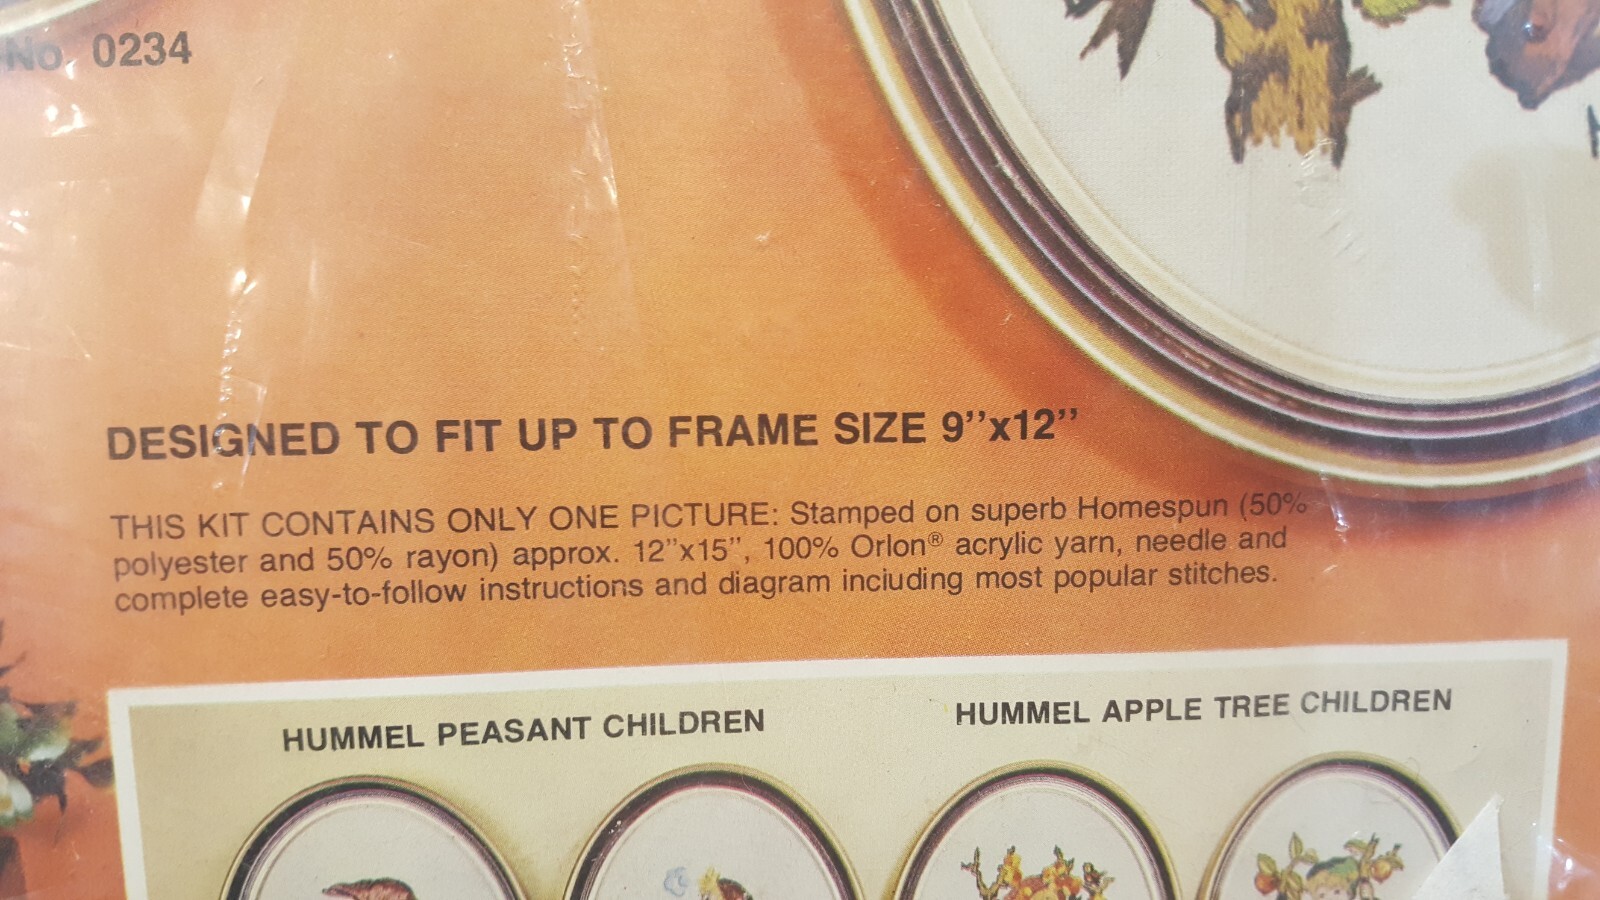 No. 0234
DESIGNED TO FIT UP TO FRAME SIZE 9''x12''
THIS KIT CONTAINS ONLY ONE PICTURE: Stamped on superb Homespun (50%
polyester and 50% rayon) approx. 12''x15'', 100% Orlon® acrylic yarn, needle and
complete easy-to-follow instructions and diagram including most popular stitches.
HUMMEL PEASANT CHILDREN
HUMMEL APPLE TREE CHILDREN